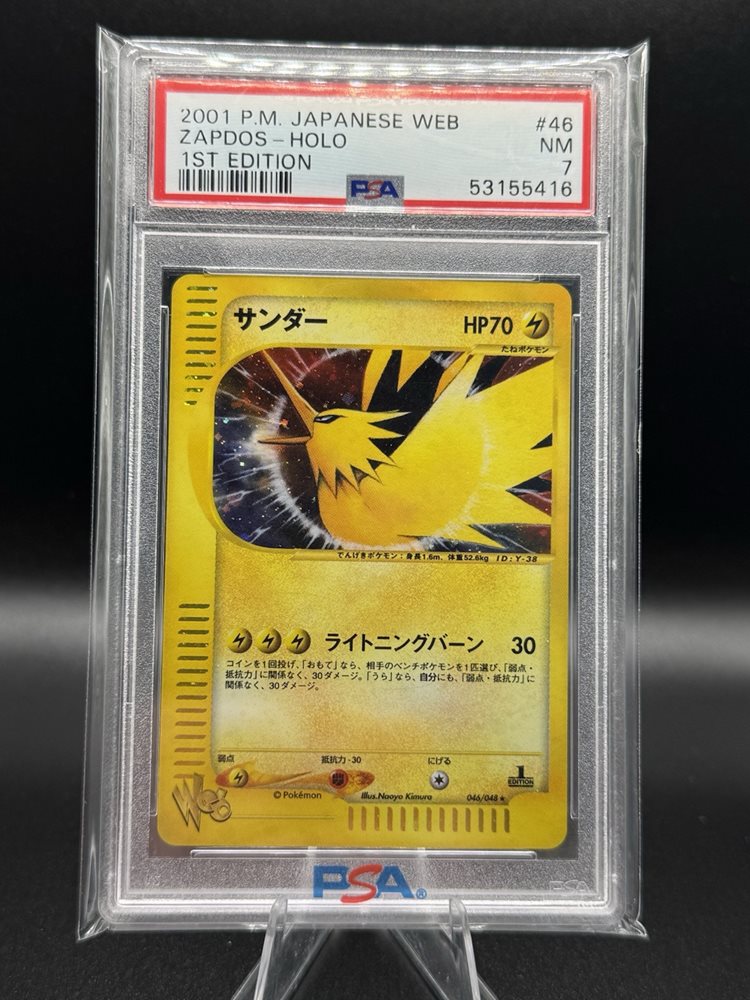 2001 P.M. JAPANESE WEB #46
ZAPDOS - HOLO NM
1ST EDITION 7
PSA 53155416
サンダー HP70
たねポケモン
でんげきポケモン：身長1.6m、体重52.6kg ID:Y-38
ライトニングバーン 30
コインを1回投げ、「おもて」なら、相手のベンチポケモンを1匹選び、「弱点・
抵抗力」に関係なく、30ダメージ。「うら」なら、自分にも、「弱点・抵抗力」に
関係なく、30ダメージ。
弱点 抵抗力-30 にげる
Web © Pokémon Illus.Naoyo Kimura 046/048★ 1 EDITION
PSA®
PSA